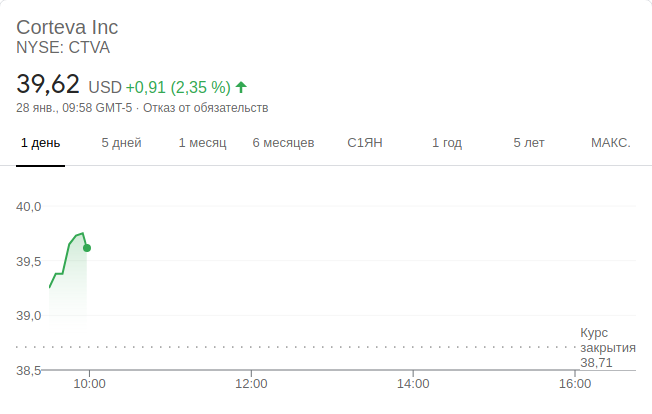 Corteva Inc
NYSE: CTVA
39,62 USD +0,91 (2,35 %)
28 янв., 09:58 GMT-5 · Отказ от обязательств
1 день 5 дней 1 месяц 6 месяцев С1ЯН 1 год 5 лет МАКС.
40,0
39,5
39,0
Курс
закрытия
38,71
38,5
10:00 12:00 14:00 16:00